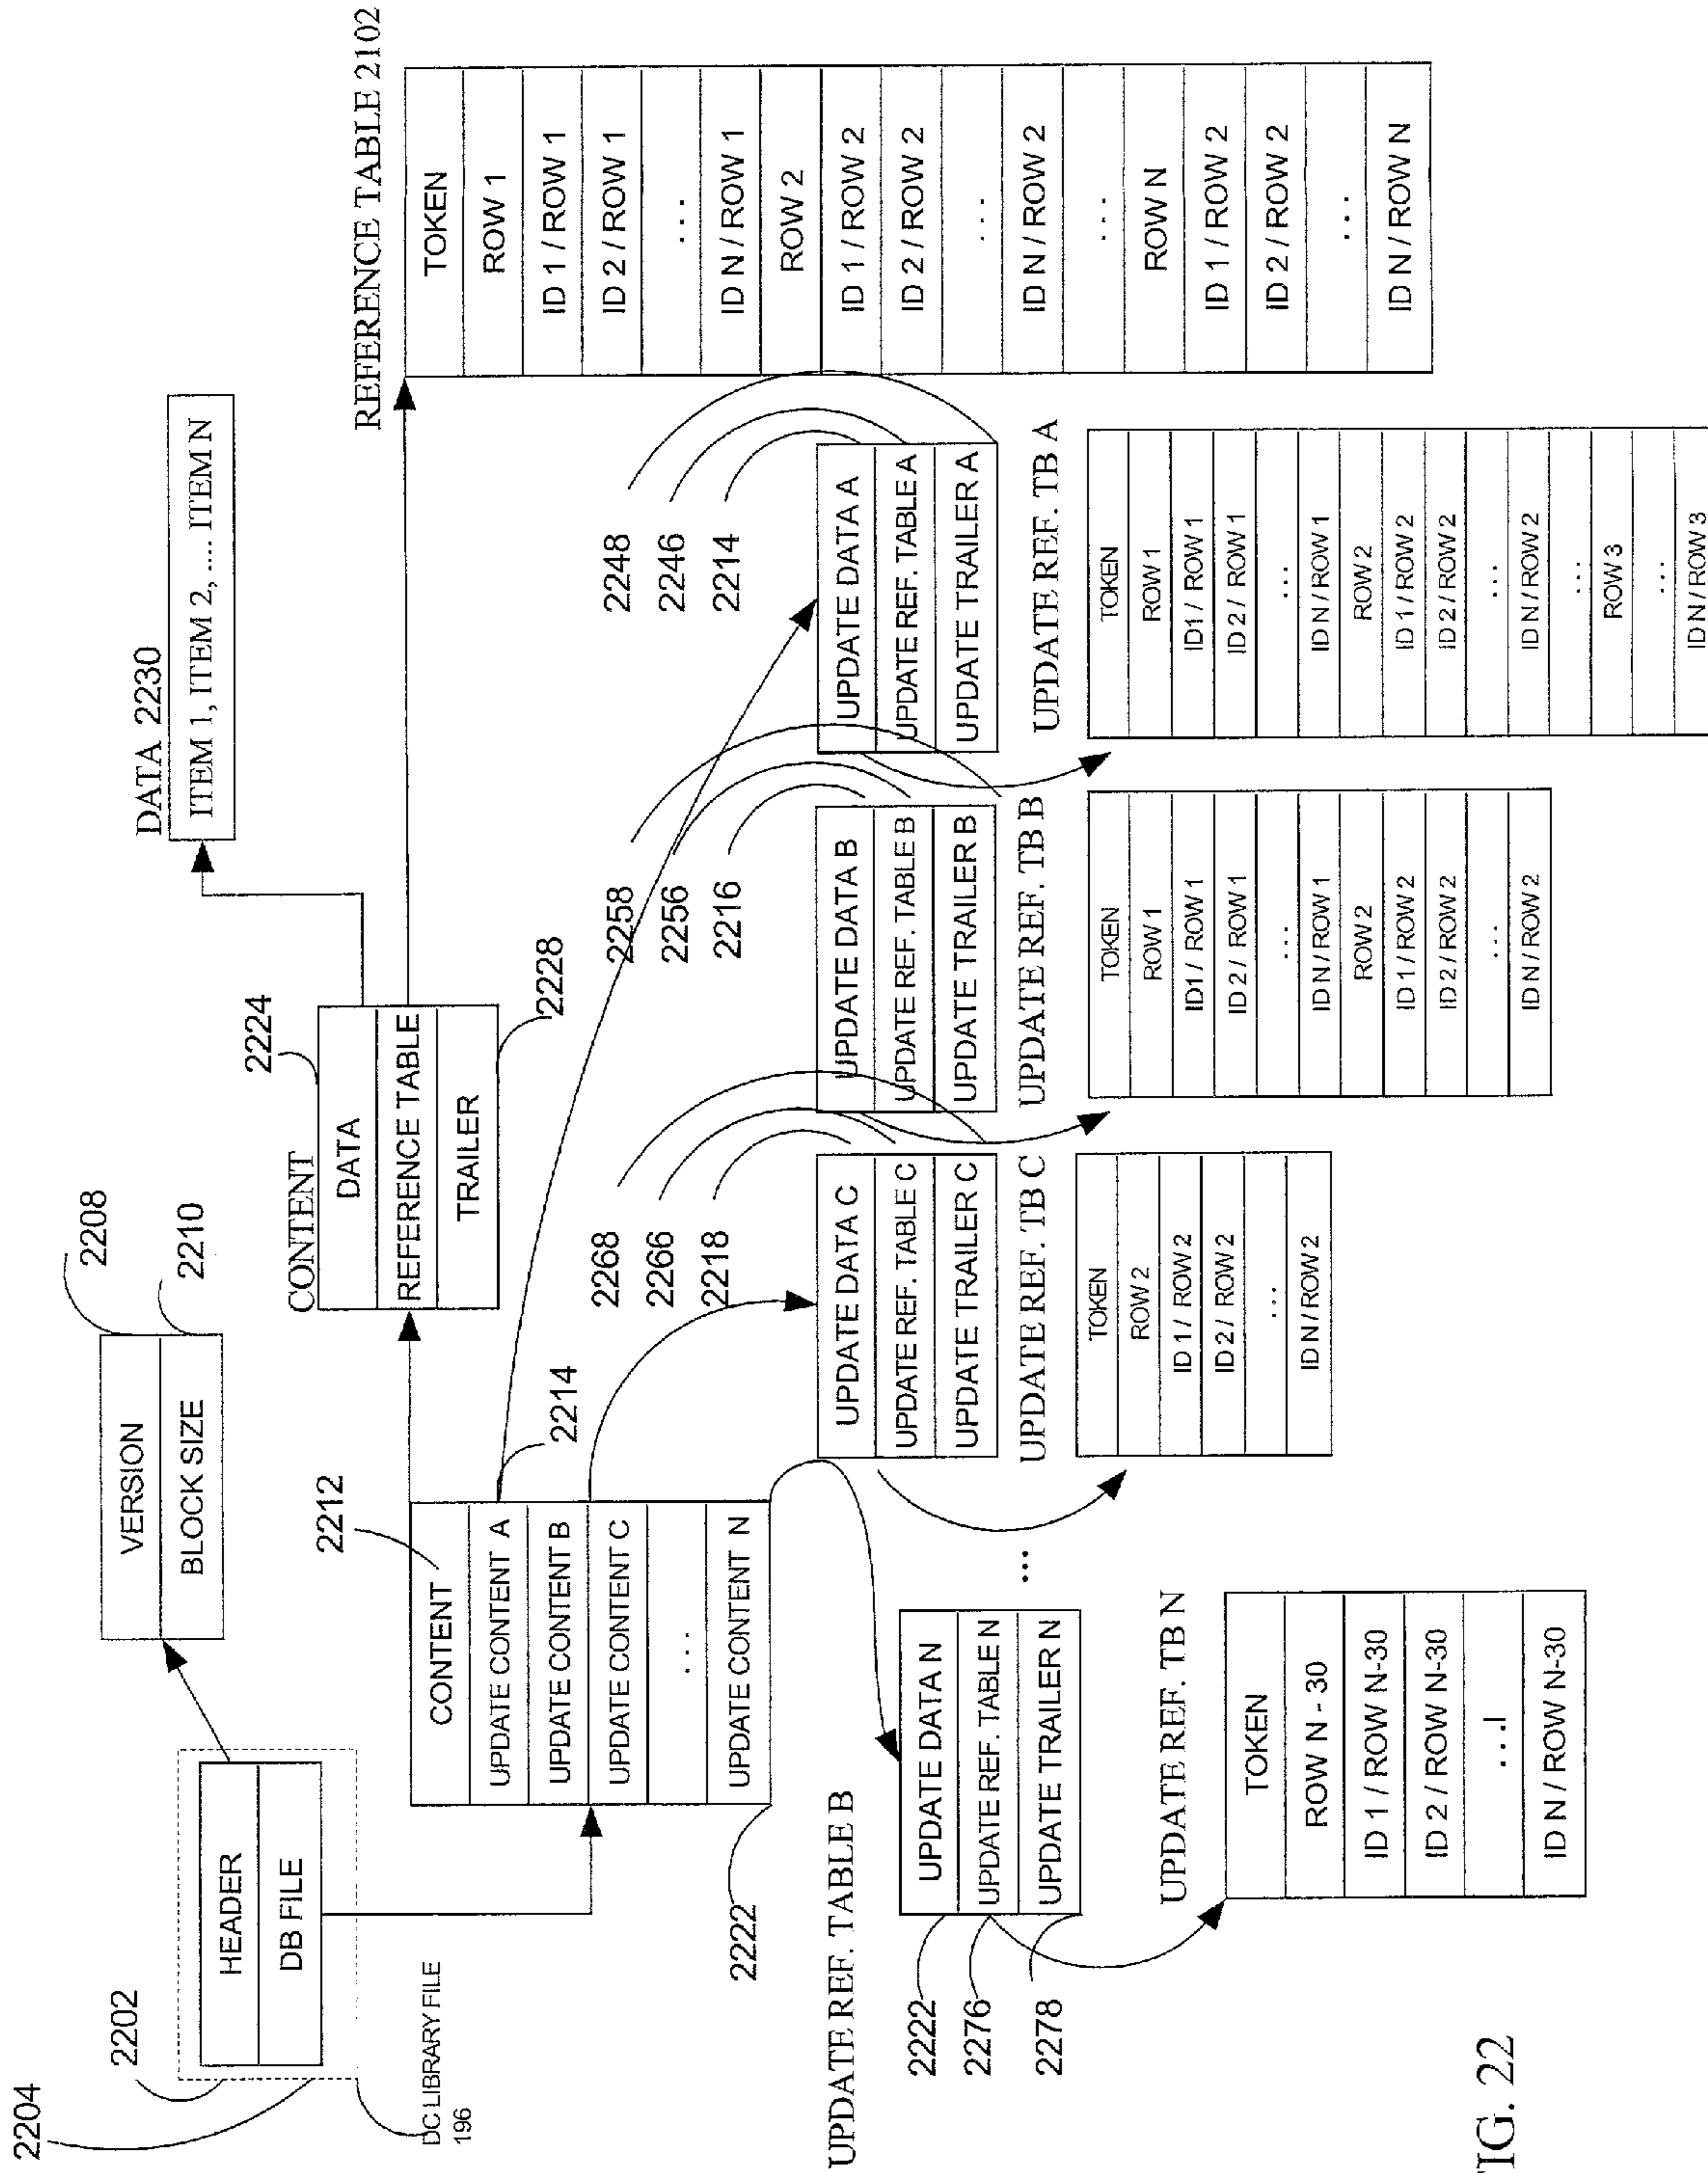 2204
2202
HEADER
DB FILE
DC LIBRARY FILE
196
VERSION
BLOCK SIZE
2208
2210
2212
CONTENT
UPDATE CONTENT A
UPDATE CONTENT B
UPDATE CONTENT C
...
UPDATE CONTENT N
2214
2222
CONTENT
2224
DATA
REFERENCE TABLE
TRAILER
2228
DATA 2230
ITEM 1, ITEM 2, .... ITEM N
REFERENCE TABLE 2102
TOKEN
ROW 1
ID 1 / ROW 1
ID 2 / ROW 1
...
ID N / ROW 1
ROW 2
ID 1 / ROW 2
ID 2 / ROW 2
...
ID N / ROW 2
...
ROW N
ID 1 / ROW 2
ID 2 / ROW 2
...
ID N / ROW N
UPDATE REF. TABLE B
2222
2276
2278
UPDATE DATA N
UPDATE REF. TABLE N
UPDATE TRAILER N
...
UPDATE REF. TB N
TOKEN
ROW N - 30
ID 1 / ROW N-30
ID 2 / ROW N-30
...I
ID N / ROW N-30
2268
2266
2218
UPDATE DATA C
UPDATE REF. TABLE C
UPDATE TRAILER C
UPDATE REF. TB C
TOKEN
ROW 2
ID 1 / ROW 2
ID 2 / ROW 2
...
ID N / ROW 2
2258
2256
2216
UPDATE DATA B
UPDATE REF. TABLE B
UPDATE TRAILER B
UPDATE REF. TB B
TOKEN
ROW 1
ID1 / ROW 1
ID 2 / ROW 1
...
ID N / ROW 1
ROW 2
ID 1 / ROW 2
ID 2 / ROW 2
...
ID N / ROW 2
2248
2246
2214
UPDATE DATA A
UPDATE REF. TABLE A
UPDATE TRAILER A
UPDATE REF. TB A
TOKEN
ROW 1
ID1 / ROW 1
ID 2 / ROW 1
...
ID N / ROW 1
ROW 2
ID 1 / ROW 2
ID 2 / ROW 2
...
ID N / ROW 2
...
ROW 3
...
ID N / ROW 3
FIG. 22